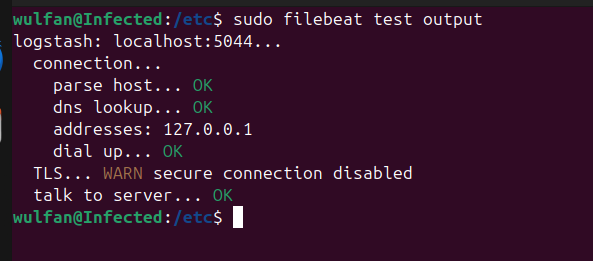 wulfan@Infected:/etc$ sudo filebeat test output
logstash: localhost:5044...
  connection...
    parse host... OK
    dns lookup... OK
    addresses: 127.0.0.1
    dial up... OK
  TLS... WARN secure connection disabled
  talk to server... OK
wulfan@Infected:/etc$